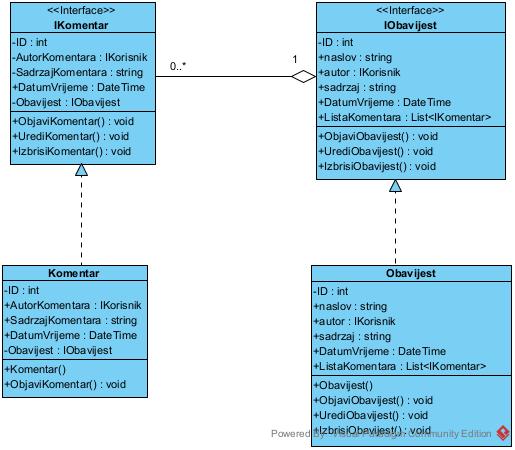 <<Interface>>
IKomentar
-ID : int
-AutorKomentara : IKorisnik
-SadrzajKomentara : string
+DatumVrijeme : DateTime
-Obavijest : IObavijest
+ObjaviKomentar() : void
+UrediKomentar() : void
+IzbrisiKomentar() : void
0..*
1
<<Interface>>
IObavijest
-ID : int
+naslov : string
+autor : IKorisnik
+sadrzaj : string
+DatumVrijeme : DateTime
+ListaKomentara : List<IKomentar>
+ObjaviObavijest() : void
+UrediObavijest() : void
+IzbrisiObavijest() : void
Komentar
-ID : int
+AutorKomentara : IKorisnik
+SadrzajKomentara : string
+DatumVrijeme : DateTime
-Obavijest : IObavijest
+Komentar()
+ObjaviKomentar() : void
Obavijest
-ID : int
+naslov : string
+autor : IKorisnik
+sadrzaj : string
+DatumVrijeme : DateTime
+ListaKomentara : List<IKomentar>
+Obavijest()
+ObjaviObavijest() : void
+UrediObavijest() : void
+IzbrisiObavijest() : void
Powered By Visual Paradigm Community Edition